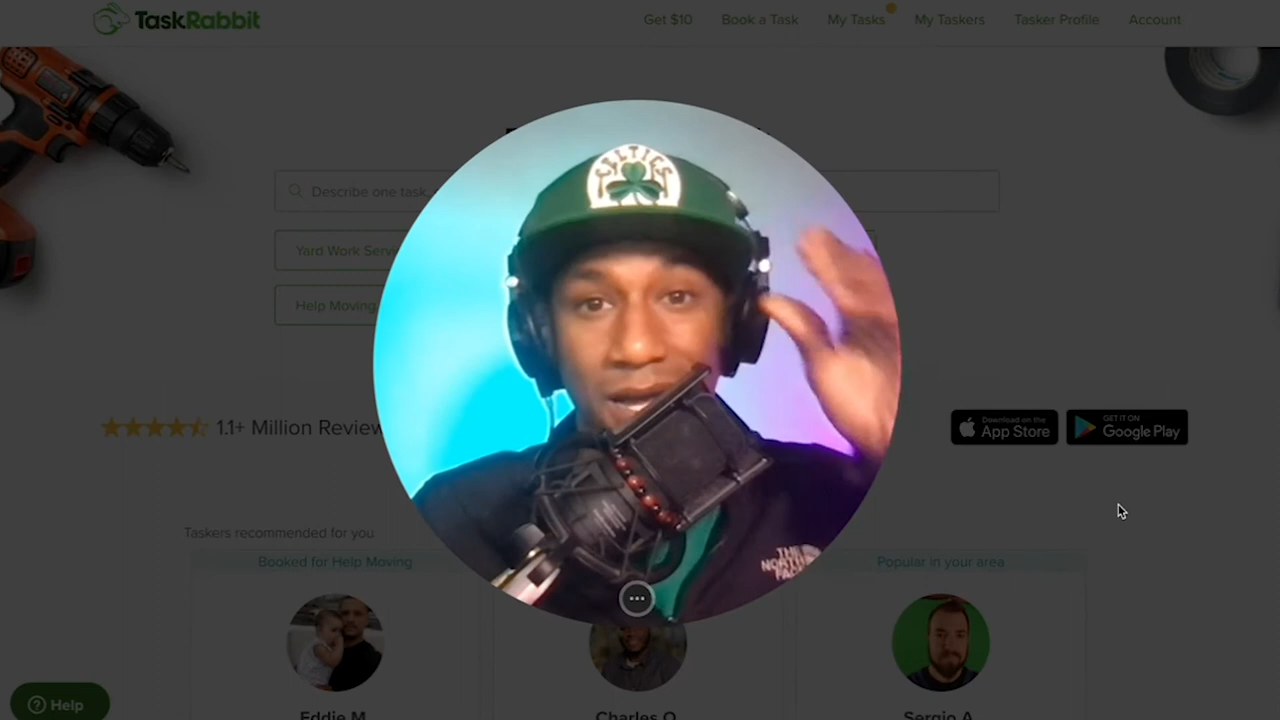 TaskRabbit
Get $10
Book a Task
My Tasks
My Taskers
Tasker Profile
Account
Describe one task,
CELTICS
Yard Work Serv
Help Moving
1.1+ Million Review
Download on the
App Store
GET IT ON
Google Play
Taskers recommended for you
Booked for Help Moving
Popular in your area
THE
NORTH
FACE
Help
Eddie M.
Charles O.
Sergio A.